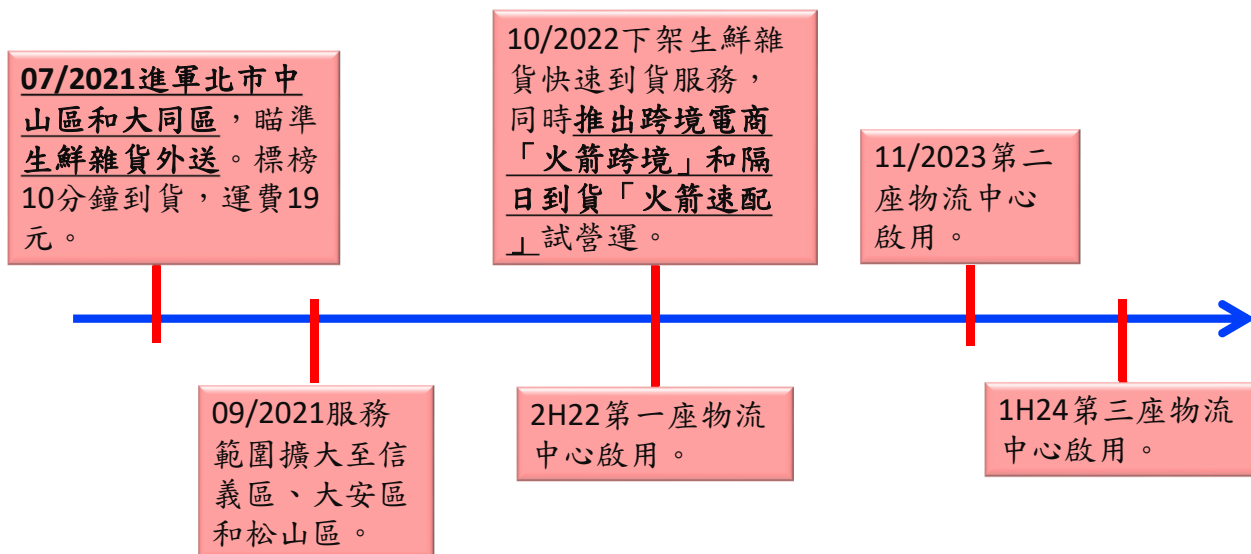 07/2021進軍北市中
山區和大同區，瞄準
生鮮雜貨外送。標榜
10分鐘到貨，運費19
元。
09/2021服務
範圍擴大至信
義區、大安區
和松山區。
10/2022下架生鮮雜
貨快速到貨服務，
同時推出跨境電商
「火箭跨境」和隔
日到貨「火箭速配
」試營運。
2H22第一座物流
中心啟用。
11/2023第二
座物流中心
啟用。
1H24第三座物流
中心啟用。